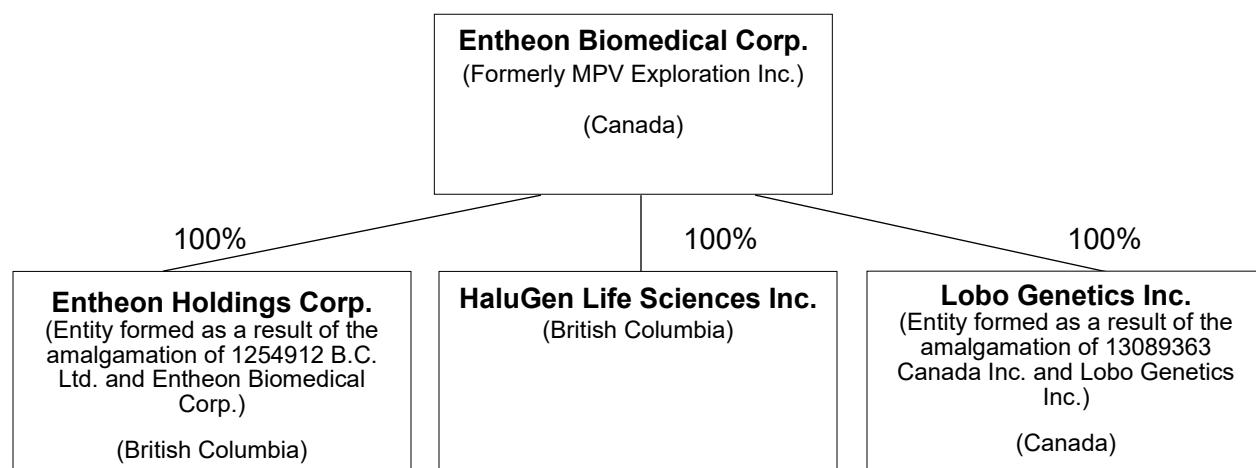 Entheon Biomedical Corp.
(Formerly MPV Exploration Inc.)
(Canada)
100%
100%
100%
Entheon Holdings Corp.
(Entity formed as a result of the
amalgamation of 1254912 B.C.
Ltd. and Entheon Biomedical
Corp.)
(British Columbia)
HaluGen Life Sciences Inc.
(British Columbia)
Lobo Genetics Inc.
(Entity formed as a result of the
amalgamation of 13089363
Canada Inc. and Lobo Genetics
Inc.)
(Canada)